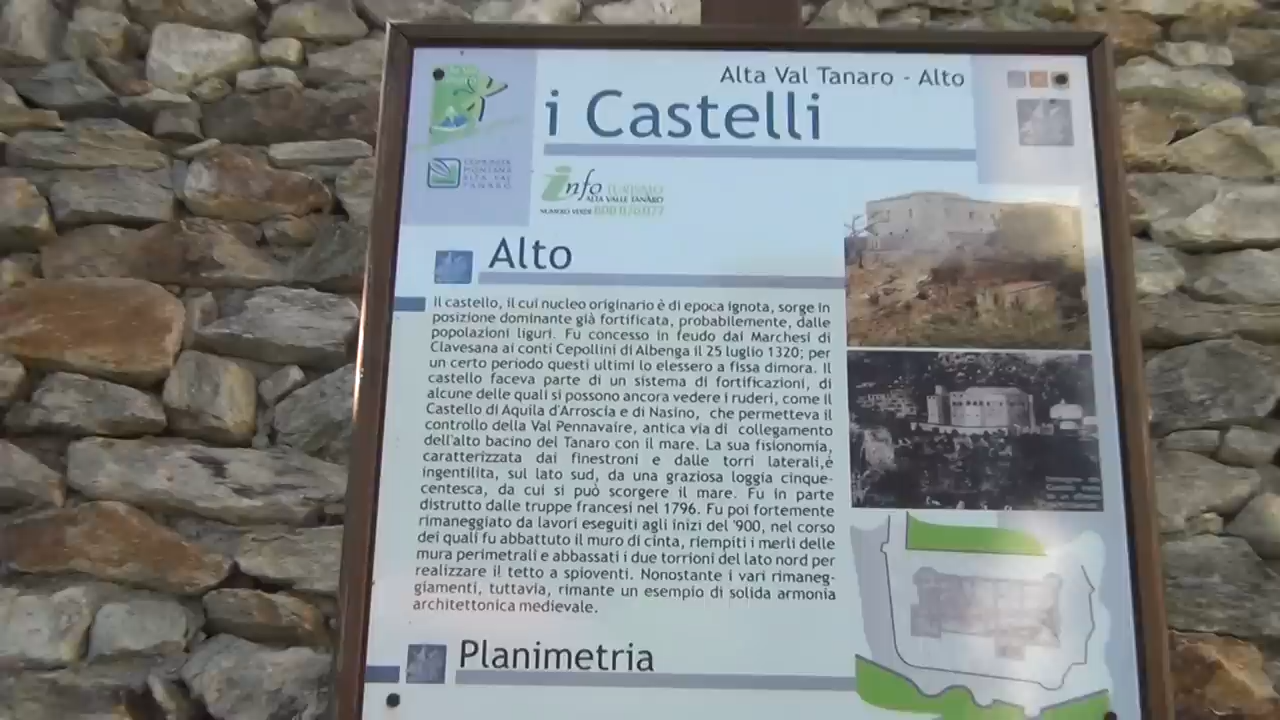 Alta Val Tanaro - Alto
i Castelli
COMUNITÀ
MONTANA
ALTA VAL
TANARO
info TURISMO
ALTA VALLE TANARO
NUMERO VERDE
Alto
Il castello, il cui nucleo originario è di epoca ignota, sorge in
posizione dominante già fortificata, probabilmente, dalle
popolazioni liguri. Fu concesso in feudo dai Marchesi di
Clavesana ai conti Cepollini di Albenga il 25 luglio 1320; per
un certo periodo questi ultimi lo elessero a fissa dimora. Il
castello faceva parte di un sistema di fortificazioni, di
alcune delle quali si possono ancora vedere i ruderi, come il
Castello di Aquila d'Arroscia e di Nasino, che permetteva il
controllo della Val Pennavaire, antica via di collegamento
dell'alto bacino del Tanaro con il mare. La sua fisionomia,
caratterizzata dai finestroni e dalle torri laterali,è
ingentilita, sul lato sud, da una graziosa loggia cinque-
centesca, da cui si può scorgere il mare. Fu in parte
distrutto dalle truppe francesi nel 1796. Fu poi fortemente
rimaneggiato da lavori eseguiti agli inizi del '900, nel corso
dei quali fu abbattuto il muro di cinta, riempiti i merli delle
mura perimetrali e abbassati i due torrioni del lato nord per
realizzare il tetto a spioventi. Nonostante i vari rimaneg-
giamenti, tuttavia, rimante un esempio di solida armonia
architettonica medievale.
Planimetria